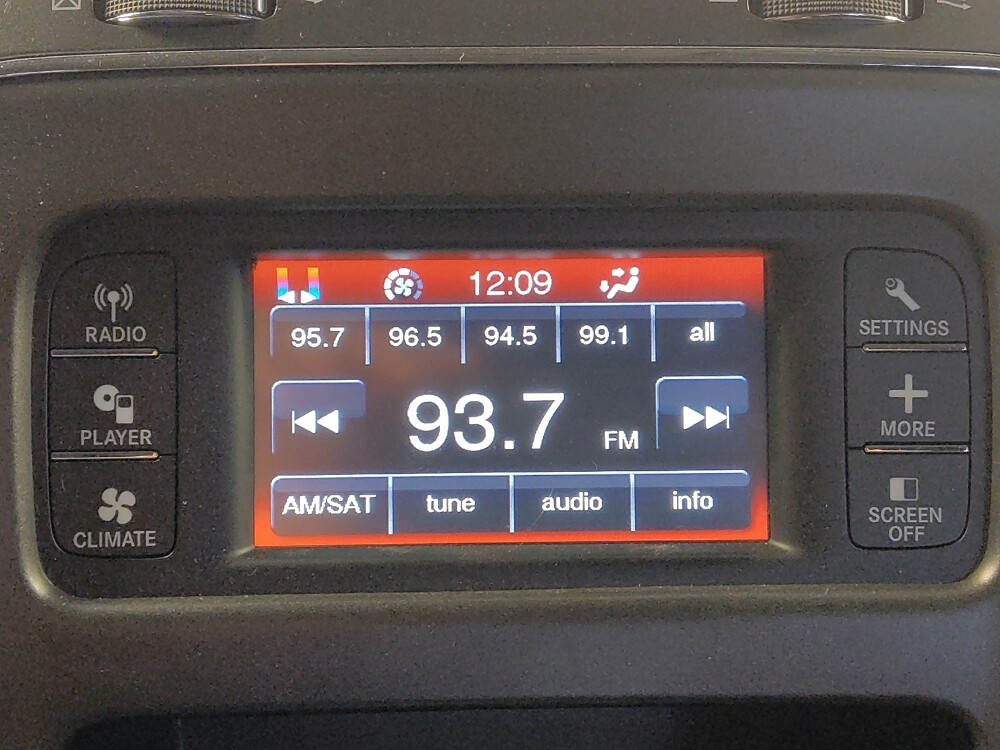 12:09
95.7 96.5 94.5 99.1 all
93.7 FM
AM/SAT tune audio info
RADIO
PLAYER
CLIMATE
SETTINGS
MORE
SCREEN
OFF